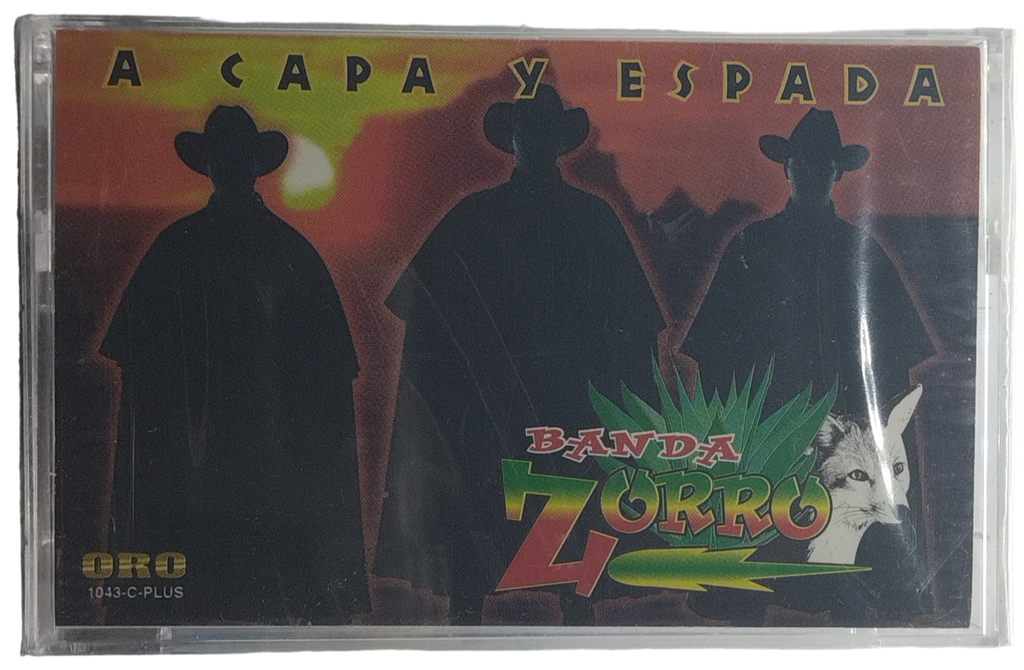 A CAPA Y ESPADA
BANDA
ZORRO
ORO
1043-C-PLUS